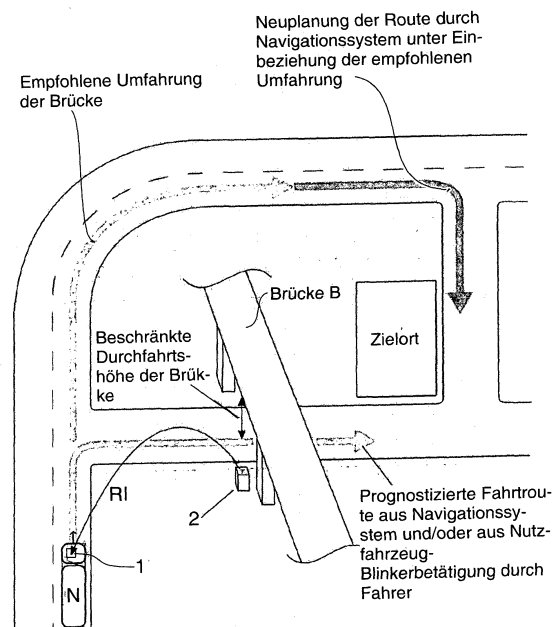 Neuplanung der Route durch
Navigationssystem unter Ein-
beziehung der empfohlenen
Umfahrung
Empfohlene Umfahrung
der Brücke
Brücke B
Beschränkte
Durchfahrts-
höhe der Brük-
ke
Zielort
RI
2
Prognostizierte Fahrtrou-
te aus Navigationssy-
stem und/oder aus Nutz-
fahrzeug-
Blinkerbetätigung durch
Fahrer
1
N